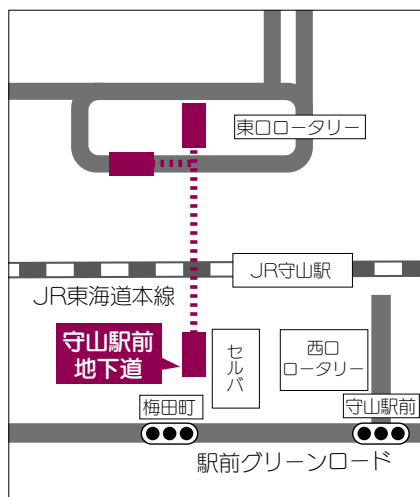 東口ロータリー
JR守山駅
JR東海道本線
守山駅前
地下道
セルバ
西口
ロータリー
梅田町
守山駅前
駅前グリーンロード